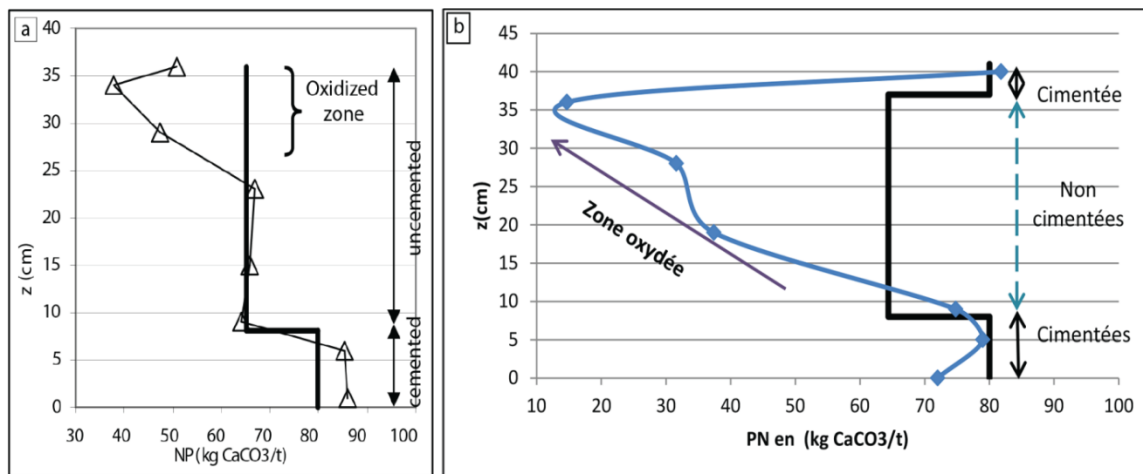 a
40
35
30
25
20
15
10
5
0
z (cm)
Oxidized
zone
uncemented
cemented
30 40 50 60 70 80 90 100
NP (kg CaCO3/t)
b
45
40
35
30
25
20
15
10
5
0
z(cm)
Zone oxydée
Cimentée
Non
cimentées
Cimentées
10 20 30 40 50 60 70 80 90 100
PN en (kg CaCO3/t)